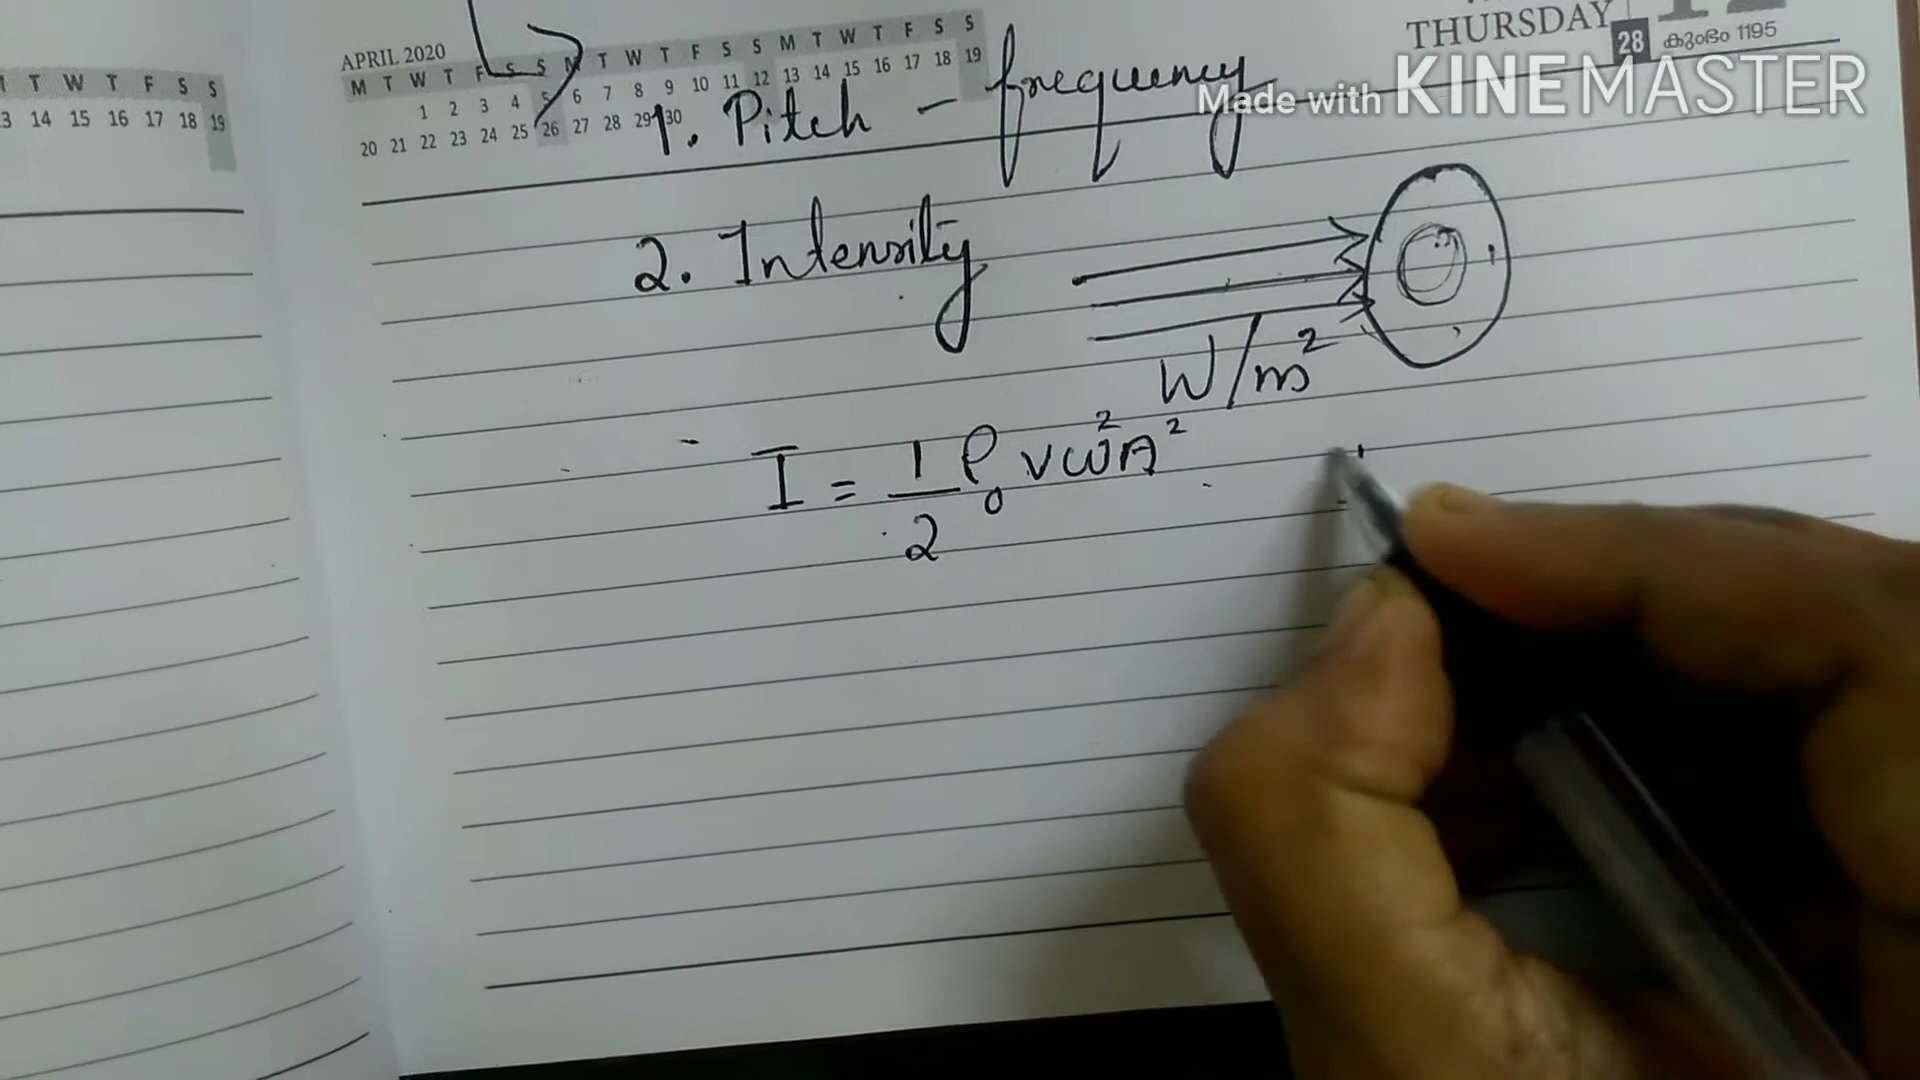 THURSDAY
28 കുംഭം 1195
Made with KINEMASTER
APRIL 2020
M T W T F S S M T W T F S S M T W T F S S
1 2 3 4 5 6 7 8 9 10 11 12 13 14 15 16 17 18 19
20 21 22 23 24 25 26 27 28 29 30
T W T F S S
14 15 16 17 18 19
1. Pitch - frequency
2. Intensity
W/m²
I = 1/2 ρ₀ v ω² A²